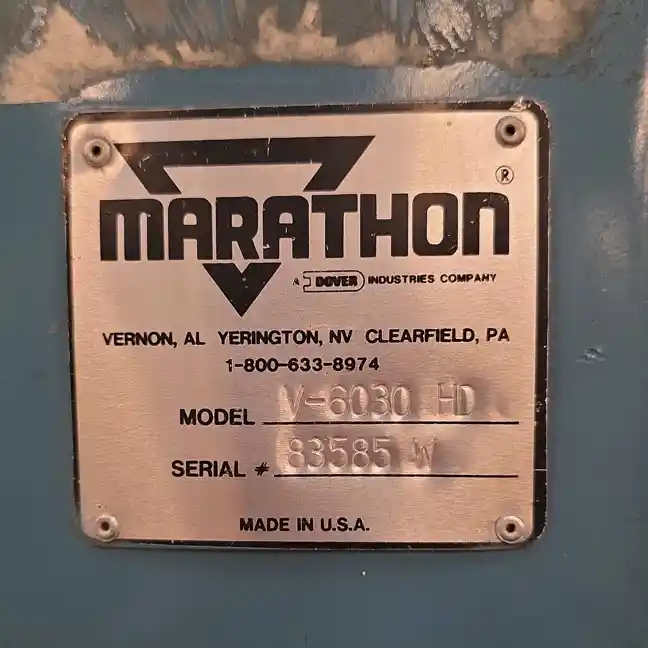 MARATHON ®
A DOVER INDUSTRIES COMPANY
VERNON, AL YERINGTON, NV CLEARFIELD, PA
1-800-633-8974
MODEL V-6030 HD
SERIAL # 83585 W
MADE IN U.S.A.